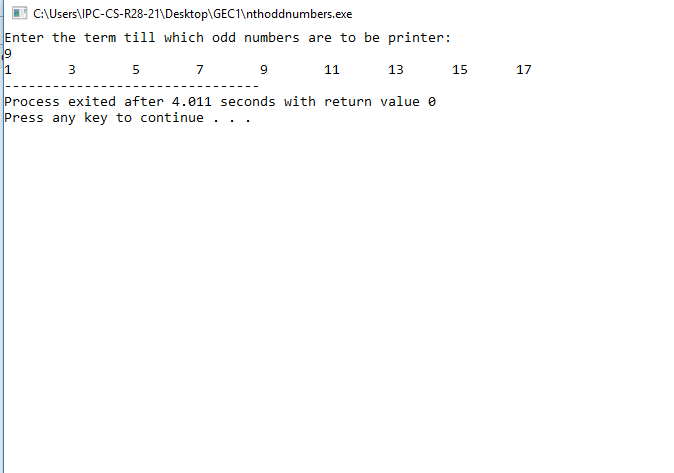 C:\Users\IPC-CS-R28-21\Desktop\GEC1\nthoddnumbers.exe
Enter the term till which odd numbers are to be printer:
9
1 3 5 7 9 11 13 15 17
--------------------------------
Process exited after 4.011 seconds with return value 0
Press any key to continue . . .